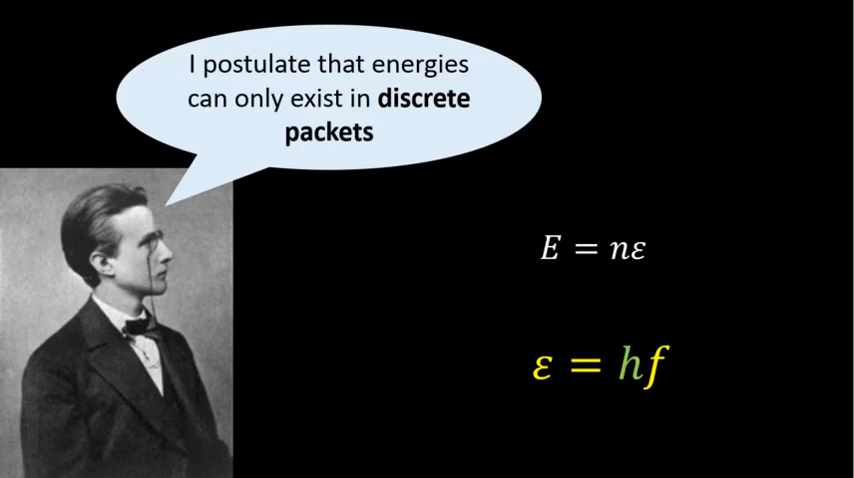 I postulate that energies
can only exist in discrete
packets
E = nε
ε = hf